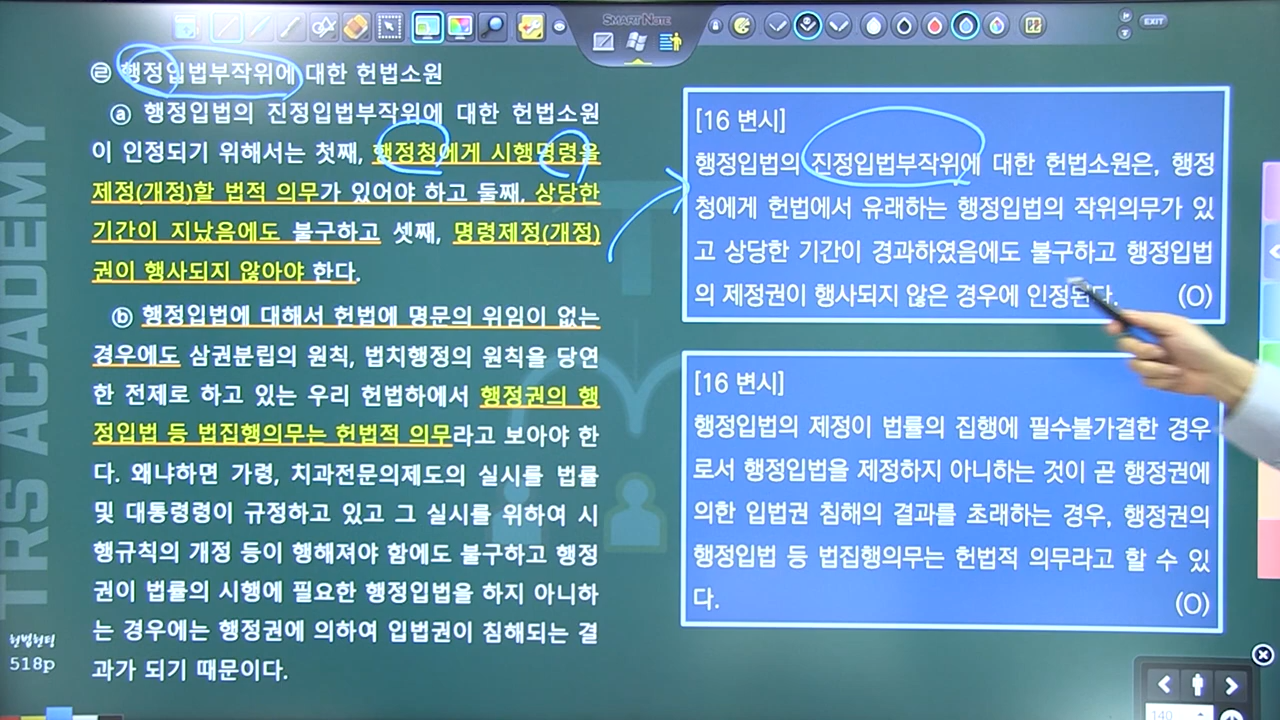 SMART NOTE
EXIT
㉣ 행정입법부작위에 대한 헌법소원
ⓐ 행정입법의 진정입법부작위에 대한 헌법소원
이 인정되기 위해서는 첫째, 행정청에게 시행명령을
제정(개정)할 법적 의무가 있어야 하고 둘째, 상당한
기간이 지났음에도 불구하고 셋째, 명령제정(개정)
권이 행사되지 않아야 한다.
ⓑ 행정입법에 대해서 헌법에 명문의 위임이 없는
경우에도 삼권분립의 원칙, 법치행정의 원칙을 당연
한 전제로 하고 있는 우리 헌법하에서 행정권의 행
정입법 등 법집행의무는 헌법적 의무라고 보아야 한
다. 왜냐하면 가령, 치과전문의제도의 실시를 법률
및 대통령령이 규정하고 있고 그 실시를 위하여 시
행규칙의 개정 등이 행해져야 함에도 불구하고 행정
권이 법률의 시행에 필요한 행정입법을 하지 아니하
는 경우에는 행정권에 의하여 입법권이 침해되는 결
과가 되기 때문이다.
[16 변시]
행정입법의 진정입법부작위에 대한 헌법소원은, 행정
청에게 헌법에서 유래하는 행정입법의 작위의무가 있
고 상당한 기간이 경과하였음에도 불구하고 행정입법
의 제정권이 행사되지 않은 경우에 인정된다. (O)
[16 변시]
행정입법의 제정이 법률의 집행에 필수불가결한 경우
로서 행정입법을 제정하지 아니하는 것이 곧 행정권에
의한 입법권 침해의 결과를 초래하는 경우, 행정권의
행정입법 등 법집행의무는 헌법적 의무라고 할 수 있
다. (O)
TRS ACADEMY
518p
140